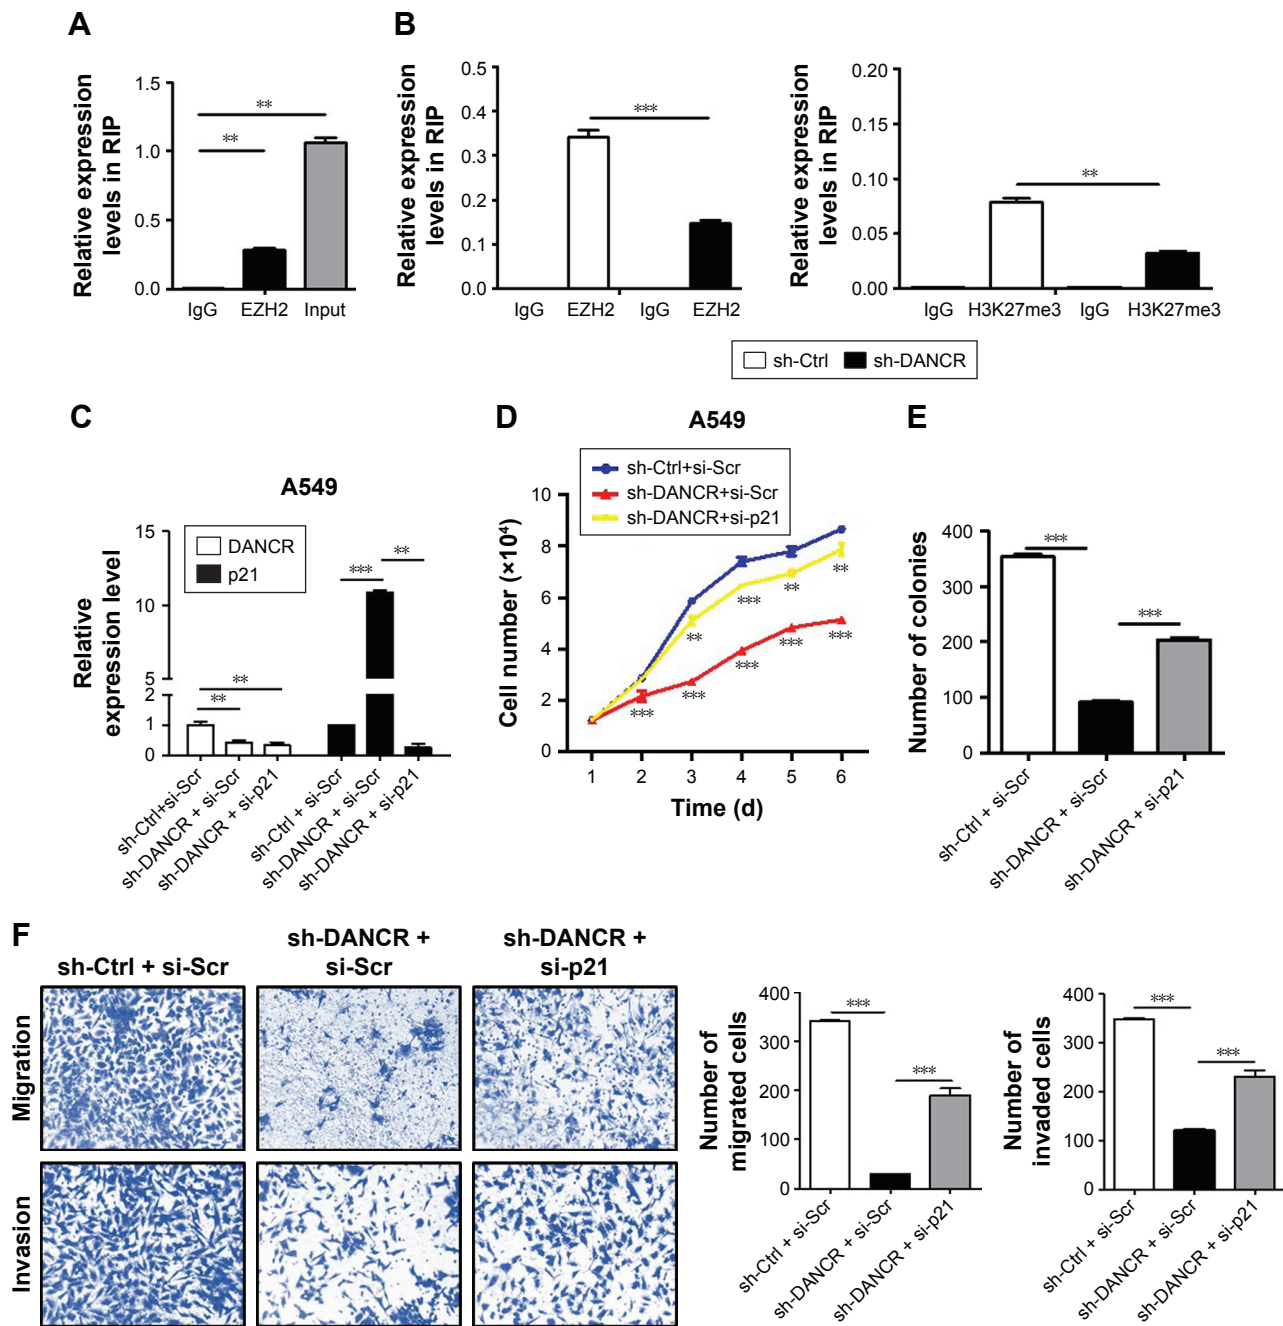 A
Relative expression
levels in RIP
1.5
1.0
0.5
0.0
**
**
IgG EZH2 Input
B
Relative expression
levels in RIP
0.5
0.4
0.3
0.2
0.1
0.0
***
IgG EZH2 IgG EZH2
Relative expression
levels in RIP
0.20
0.15
0.10
0.05
0.00
**
IgG H3K27me3 IgG H3K27me3
sh-Ctrl sh-DANCR
C
A549
Relative
expression level
15
10
5
2
1
0
DANCR
p21
**
**
***
**
sh-Ctrl+si-Scr
sh-DANCR + si-Scr
sh-DANCR + si-p21
sh-Ctrl + si-Scr
sh-DANCR + si-Scr
sh-DANCR + si-p21
D
A549
sh-Ctrl+si-Scr
sh-DANCR+si-Scr
sh-DANCR+si-p21
Cell number (×10⁴)
10
8
6
4
2
0
**
***
**
**
***
***
***
***
***
1 2 3 4 5 6
Time (d)
E
Number of colonies
400
300
200
100
0
***
***
sh-Ctrl + si-Scr
sh-DANCR + si-Scr
sh-DANCR + si-p21
F
sh-Ctrl + si-Scr
sh-DANCR +
si-Scr
sh-DANCR +
si-p21
Migration
Invasion
Number of
migrated cells
400
300
200
100
0
***
***
sh-Ctrl + si-Scr
sh-DANCR + si-Scr
sh-DANCR + si-p21
Number of
invaded cells
400
300
200
100
0
***
***
sh-Ctrl + si-Scr
sh-DANCR + si-Scr
sh-DANCR + si-p21